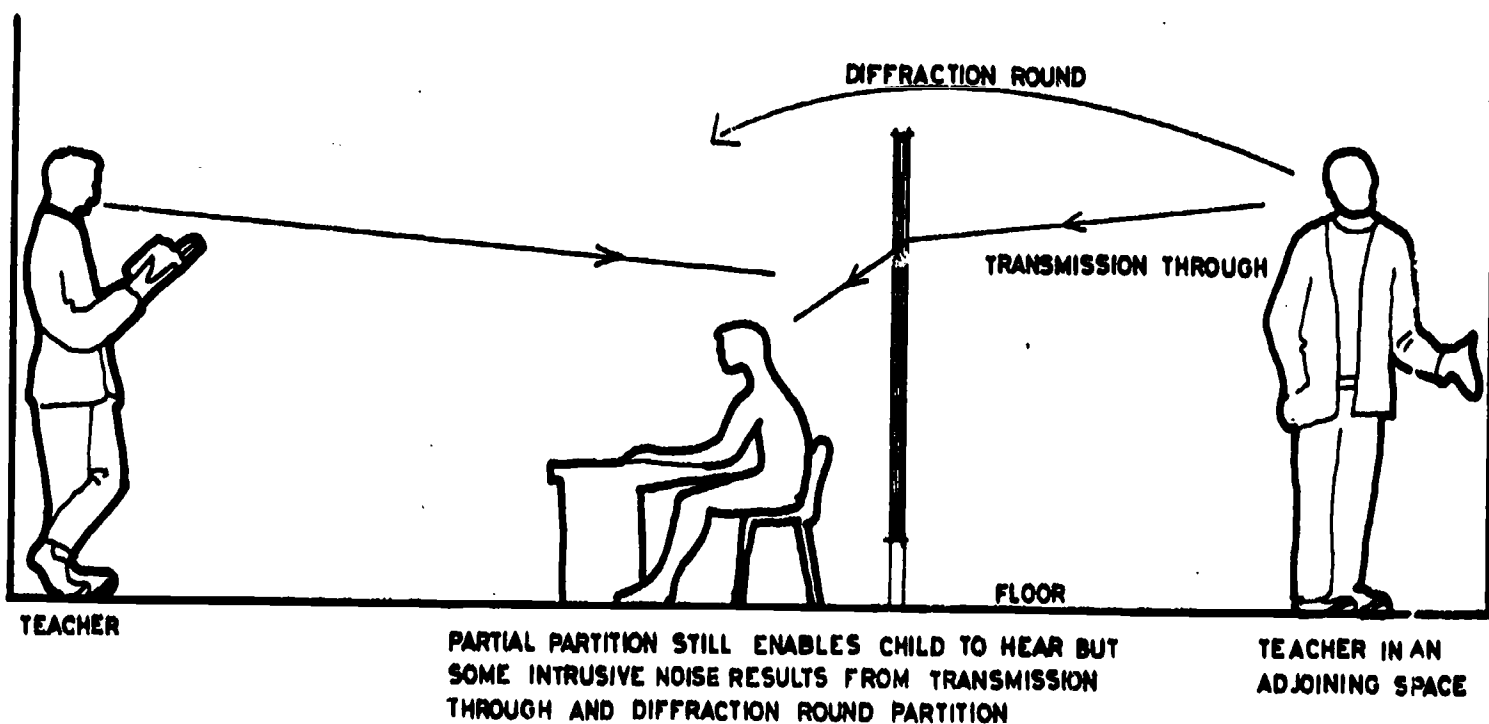 DIFFRACTION ROUND
TRANSMISSION THROUGH
FLOOR
TEACHER
PARTIAL PARTITION STILL ENABLES CHILD TO HEAR BUT
SOME INTRUSIVE NOISE RESULTS FROM TRANSMISSION
THROUGH AND DIFFRACTION ROUND PARTITION
TEACHER IN AN
ADJOINING SPACE